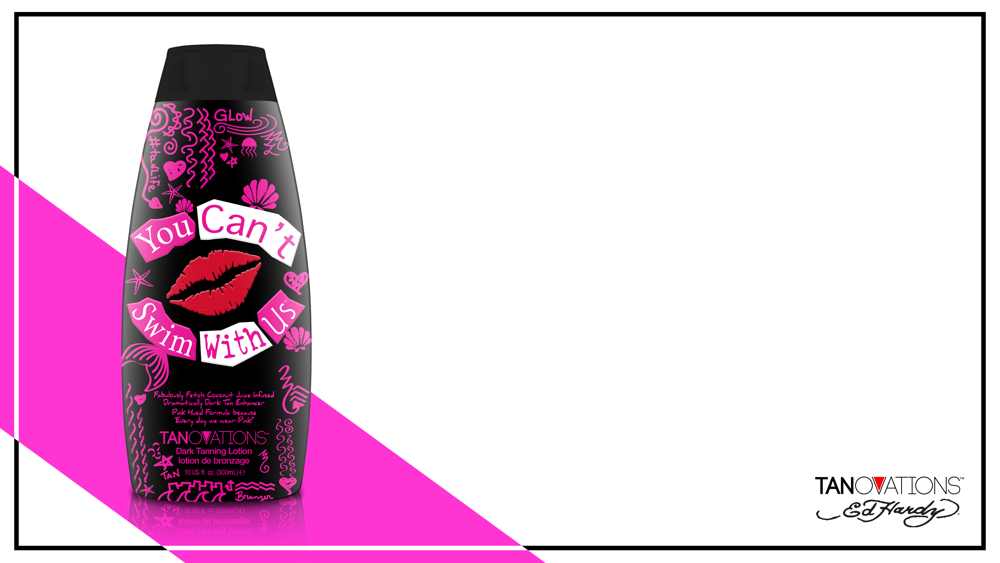 GLOW
#tanLife
You Can't
Swim With Us™
Fabulously Fetch Coconut Juice Infused
Dramatically Dark Tan Enhancer
Pink Hued Formula because
'Every day we wear Pink!'
TANOVATIONS™
Dark Tanning Lotion
lotion de bronzage
TAN
10 US fl. oz. (300mL) ℮
Bronzer
TANOVATIONS™
Ed Hardy®